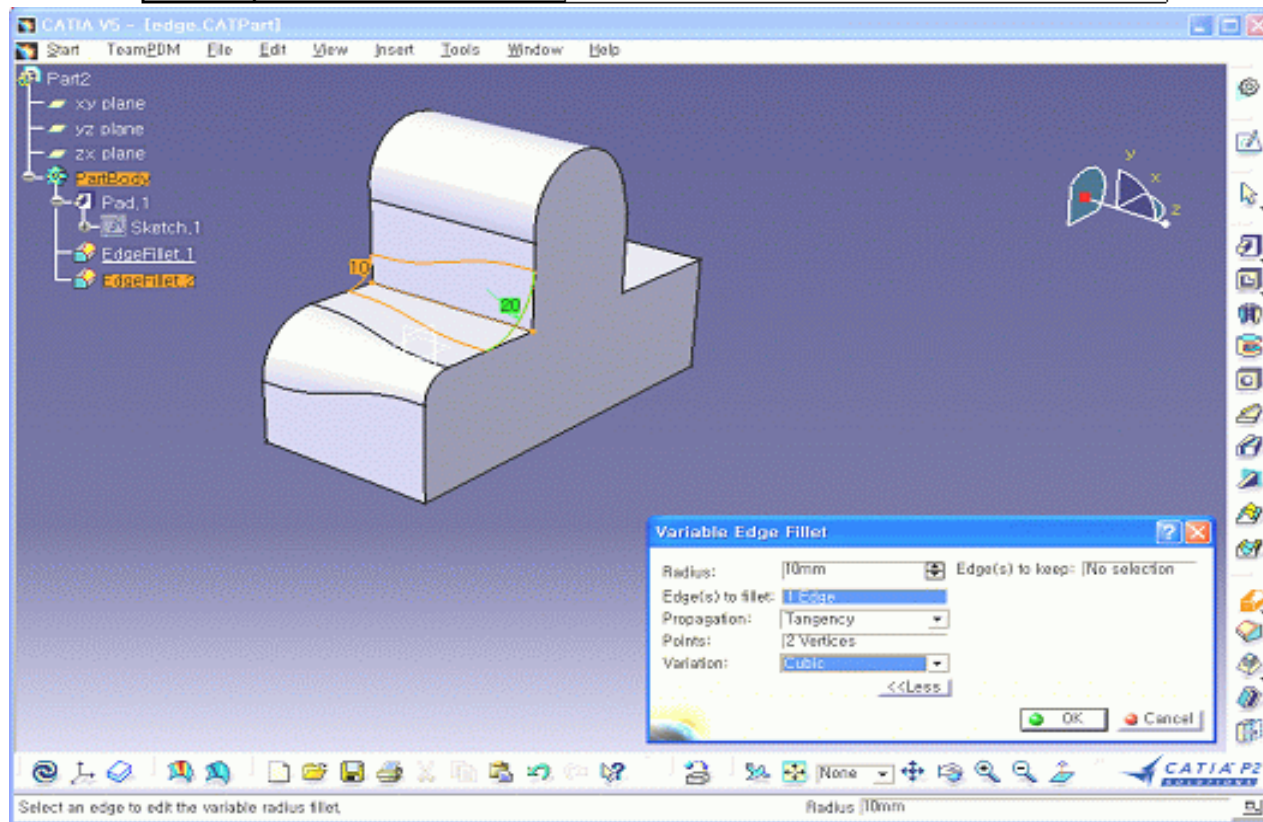 CATIA V5 - [edge.CATPart]
Start TeamPDM File Edit View Insert Tools Window Help
Part2
xy plane
yz plane
zx plane
PartBody
Pad,1
Sketch,1
EdgeFillet,1
EdgeFillet,2
10
20
y
x
z
Variable Edge Fillet
Radius: 10mm Edge(s) to keep: No selection
Edge(s) to fillet: 1 Edge
Propagation: Tangency
Points: 2 Vertices
Variation: Cubic
<<Less
OK Cancel
None
CATIA P2
SOLUTIONS
Select an edge to edit the variable radius fillet,
Radius 10mm